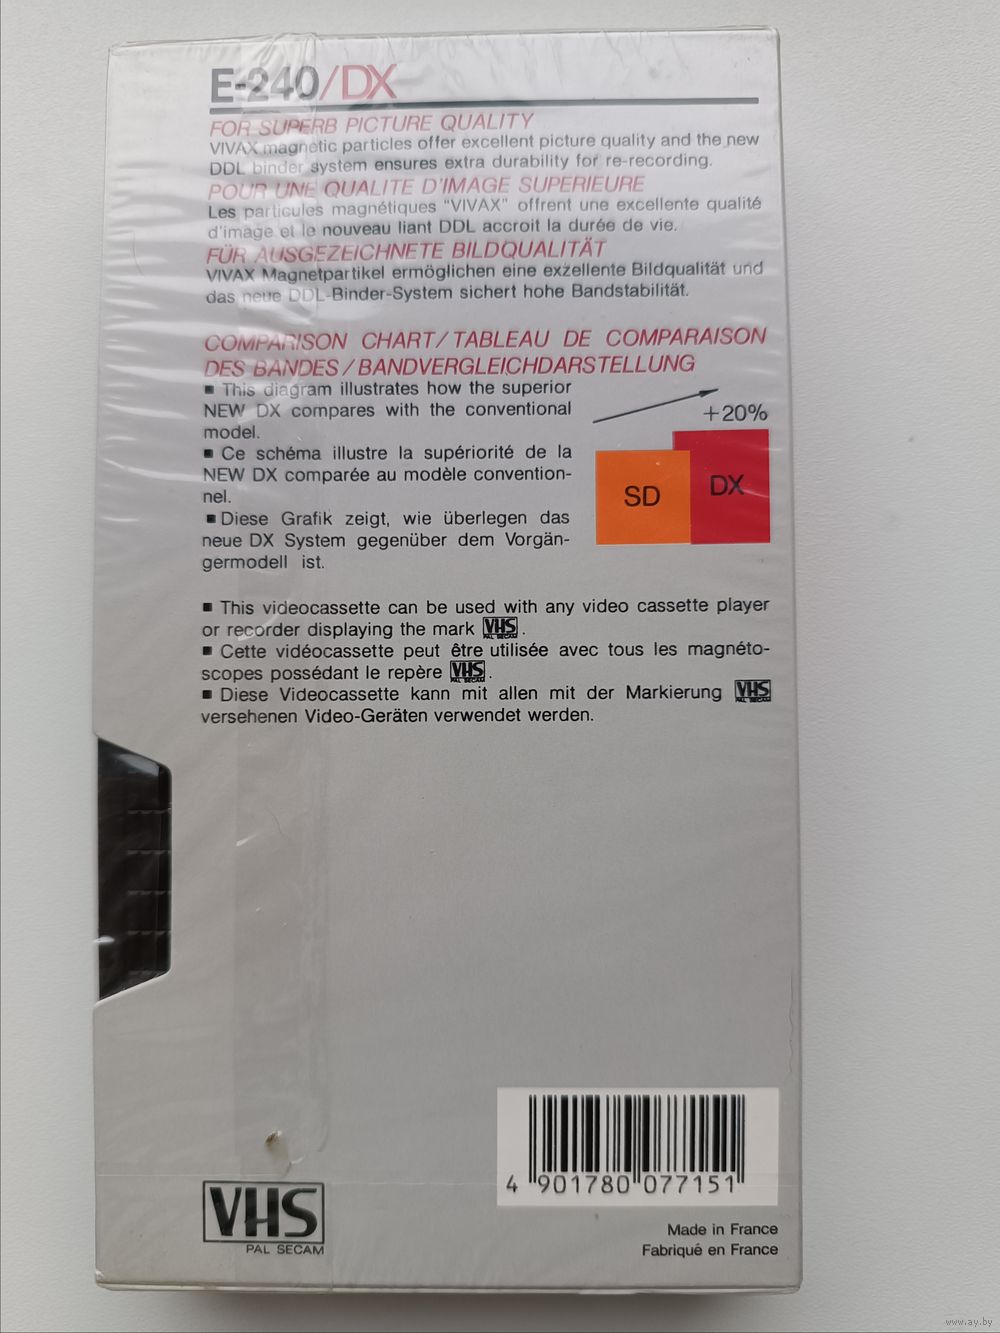 E-240/DX
FOR SUPERB PICTURE QUALITY
VIVAX magnetic particles offer excellent picture quality and the new
DDL binder system ensures extra durability for re-recording.
POUR UNE QUALITE D'IMAGE SUPERIEURE
Les particules magnétiques "VIVAX" offrent une excellente qualité
d'image et le nouveau liant DDL accroit la durée de vie.
FÜR AUSGEZEICHNETE BILDQUALITÄT
VIVAX Magnetpartikel ermöglichen eine exzellente Bildqualität und
das neue DDL-Binder-System sichert hohe Bandstabilität.
COMPARISON CHART/TABLEAU DE COMPARAISON
DES BANDES/BANDVERGLEICHDARSTELLUNG
■ This diagram illustrates how the superior
NEW DX compares with the conventional
model.
■ Ce schéma illustre la supériorité de la
NEW DX comparée au modèle convention-
nel.
■ Diese Grafik zeigt, wie überlegen das
neue DX System gegenüber dem Vorgän-
germodell ist.
+20%
SD
DX
■ This videocassette can be used with any video cassette player
or recorder displaying the mark VHS PAL SECAM.
■ Cette vidéocassette peut être utilisée avec tous les magnéto-
scopes possédant le repère VHS PAL SECAM.
■ Diese Videocassette kann mit allen mit der Markierung VHS PAL SECAM
versehenen Video-Geräten verwendet werden.
4 901780 077151
VHS
PAL SECAM
Made in France
Fabriqué en France
www.ay.by